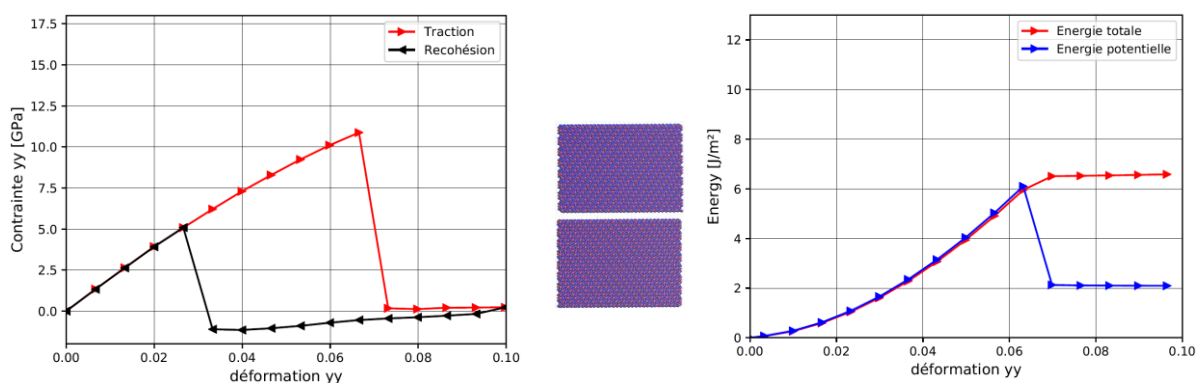 17.5
15.0
12.5
10.0
7.5
5.0
2.5
0.0
Contrainte yy [GPa]
Traction
Recohésion
0.00 0.02 0.04 0.06 0.08 0.10
déformation yy
12
10
8
6
4
2
0
Energy [J/m²]
Energie totale
Energie potentielle
0.00 0.02 0.04 0.06 0.08 0.10
déformation yy